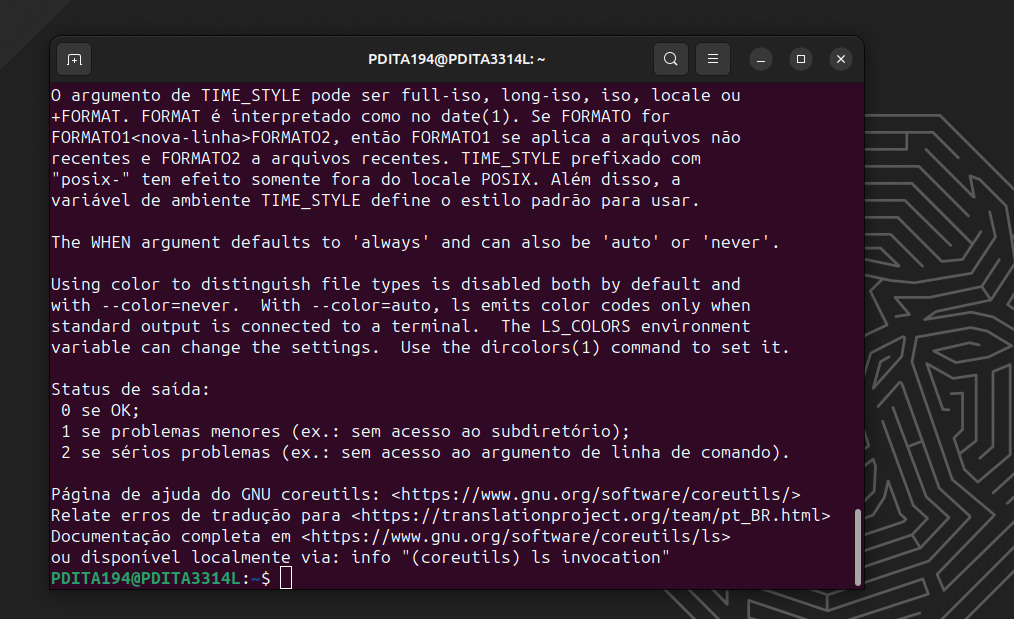 PDITA194@PDITA3314L: ~
O argumento de TIME_STYLE pode ser full-iso, long-iso, iso, locale ou
+FORMAT. FORMAT é interpretado como no date(1). Se FORMATO for
FORMATO1<nova-linha>FORMATO2, então FORMATO1 se aplica a arquivos não
recentes e FORMATO2 a arquivos recentes. TIME_STYLE prefixado com
"posix-" tem efeito somente fora do locale POSIX. Além disso, a
variável de ambiente TIME_STYLE define o estilo padrão para usar.
The WHEN argument defaults to 'always' and can also be 'auto' or 'never'.
Using color to distinguish file types is disabled both by default and
with --color=never.  With --color=auto, ls emits color codes only when
standard output is connected to a terminal.  The LS_COLORS environment
variable can change the settings.  Use the dircolors(1) command to set it.
Status de saída:
 0 se OK;
 1 se problemas menores (ex.: sem acesso ao subdiretório);
 2 se sérios problemas (ex.: sem acesso ao argumento de linha de comando).
Página de ajuda do GNU coreutils: <https://www.gnu.org/software/coreutils/>
Relate erros de tradução para <https://translationproject.org/team/pt_BR.html>
Documentação completa em <https://www.gnu.org/software/coreutils/ls>
ou disponível localmente via: info "(coreutils) ls invocation"
PDITA194@PDITA3314L:~$